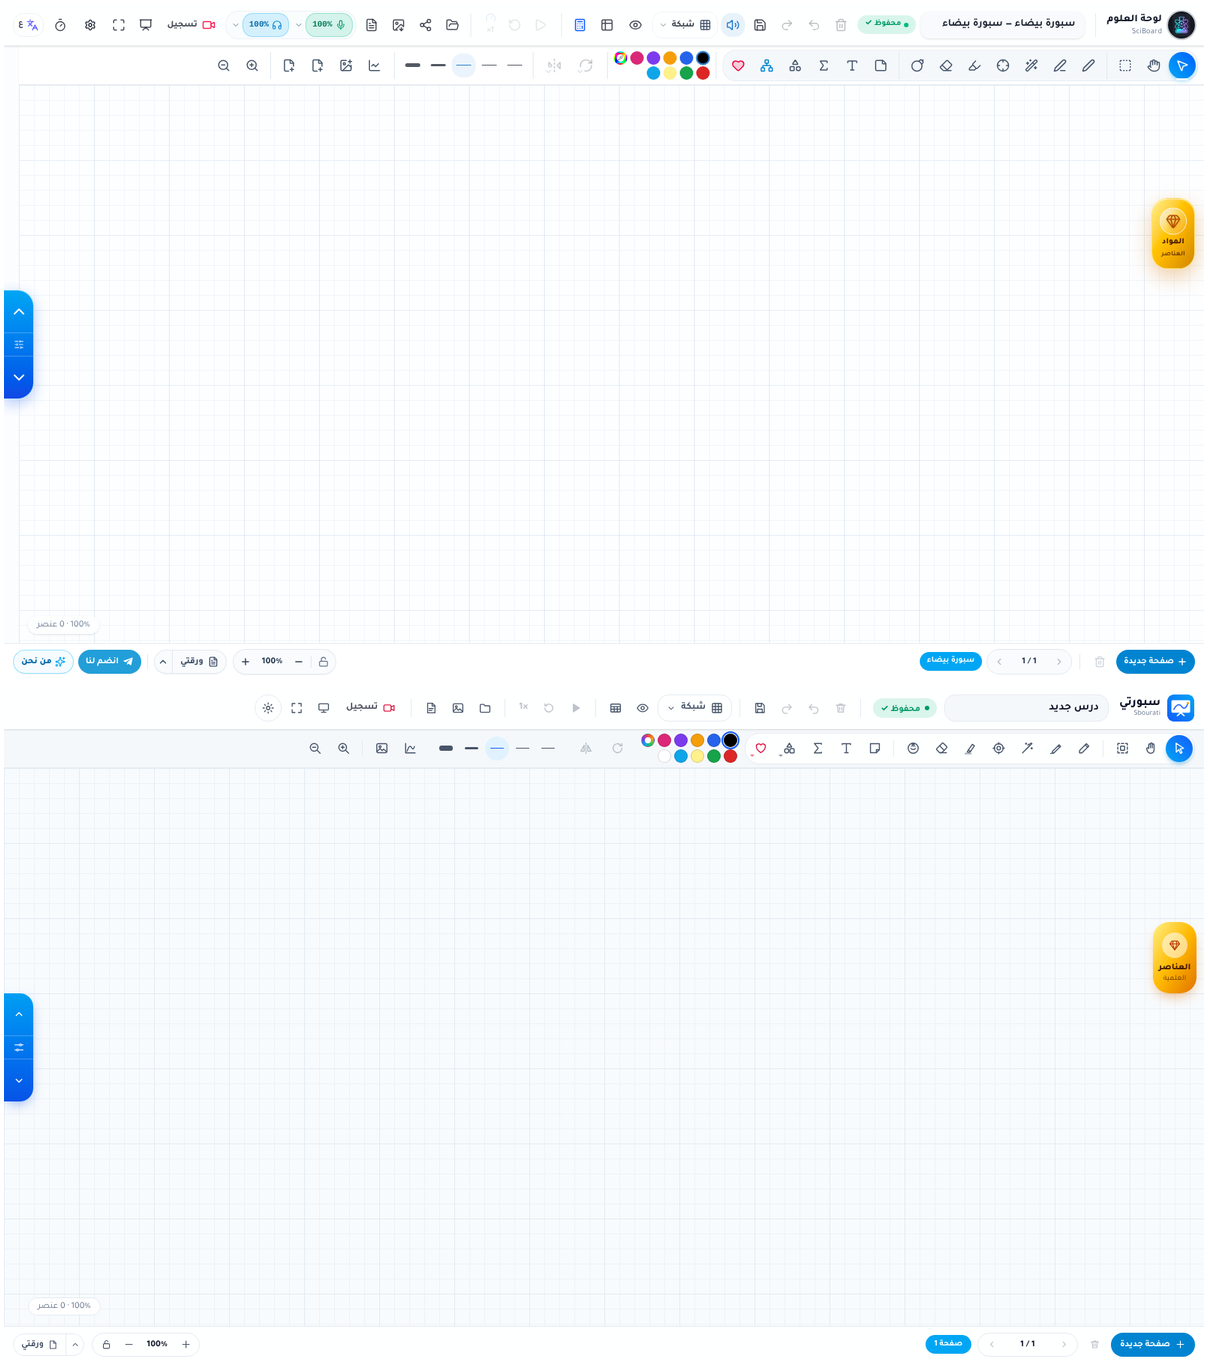 لوحة العلوم
SciBoard
سبورة بيضاء – سبورة بيضاء
محفوظ ✓
شبكة
100%
100%
تسجيل
ع
المواد
العناصر
100% · 0 عنصر
صفحة جديدة
1 / 1
سبورة بيضاء
100%
ورقتي
انضم لنا
من نحن
سبورتي
Sbourati
درس جديد
محفوظ ✓
شبكة
1x
تسجيل
العناصر
العلمية
100% · 0 عنصر
صفحة جديدة
1 / 1
صفحة 1
100%
ورقتي